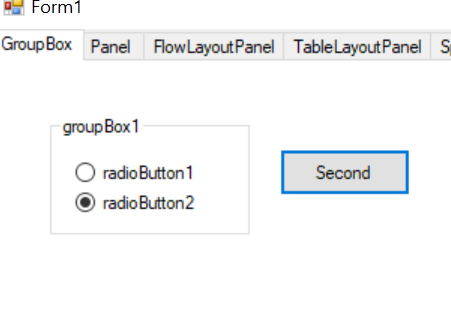 Form1
GroupBox Panel FlowLayoutPanel TableLayoutPanel
groupBox1
radioButton1
Second
radioButton2